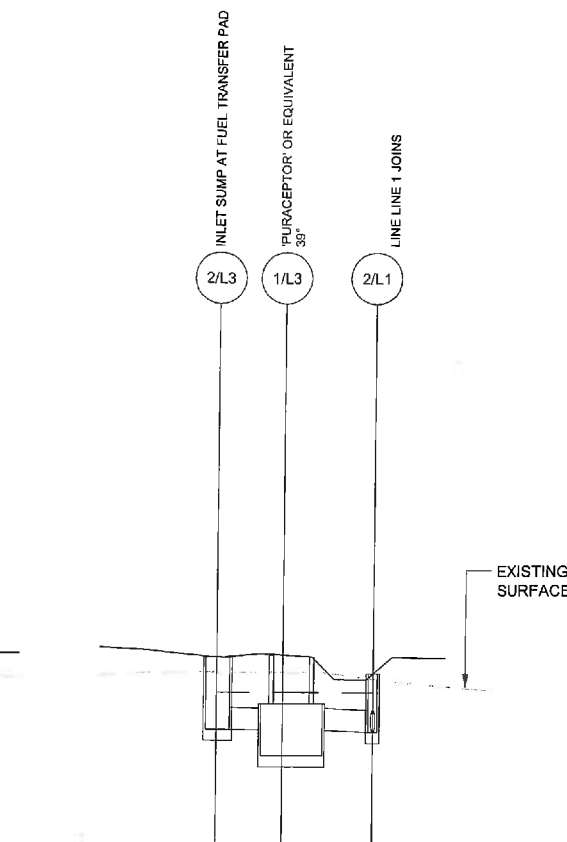 INLET SUMP AT FUEL TRANSFER PAD
'PURACEPTOR' OR EQUIVALENT
39°
LINE LINE 1 JOINS
2/L3
1/L3
2/L1
EXISTING
SURFACE